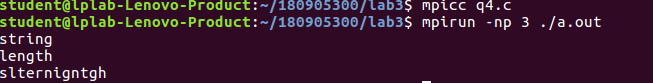 student@lplab-Lenovo-Product:~/180905300/lab3$ mpicc q4.c
student@lplab-Lenovo-Product:~/180905300/lab3$ mpirun -np 3 ./a.out
string
length
slternigntgh